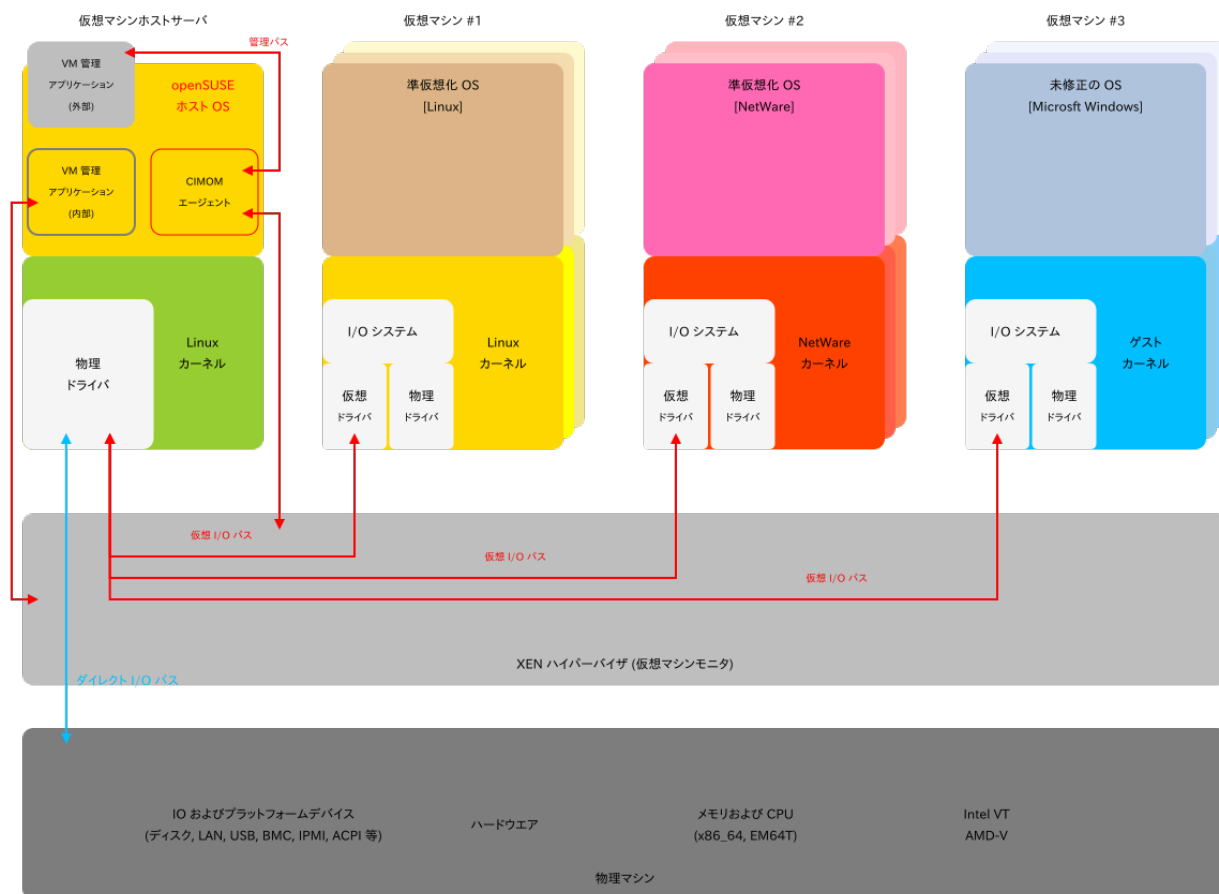 仮想マシンホストサーバ
仮想マシン #1
仮想マシン #2
仮想マシン #3
管理パス
VM 管理
アプリケーション
(外部)
openSUSE
ホスト OS
VM 管理
アプリケーション
(内部)
CIMOM
エージェント
準仮想化 OS
[Linux]
準仮想化 OS
[NetWare]
未修正の OS
[Microsft Windows]
物理
ドライバ
Linux
カーネル
I/O システム
仮想
ドライバ
物理
ドライバ
Linux
カーネル
I/O システム
仮想
ドライバ
物理
ドライバ
NetWare
カーネル
I/O システム
仮想
ドライバ
物理
ドライバ
ゲスト
カーネル
仮想 I/O パス
仮想 I/O パス
仮想 I/O パス
XEN ハイパーバイザ (仮想マシンモニタ)
ダイレクト I/O パス
IO およびプラットフォームデバイス
(ディスク, LAN, USB, BMC, IPMI, ACPI 等)
ハードウエア
メモリおよび CPU
(x86_64, EM64T)
Intel VT
AMD-V
物理マシン